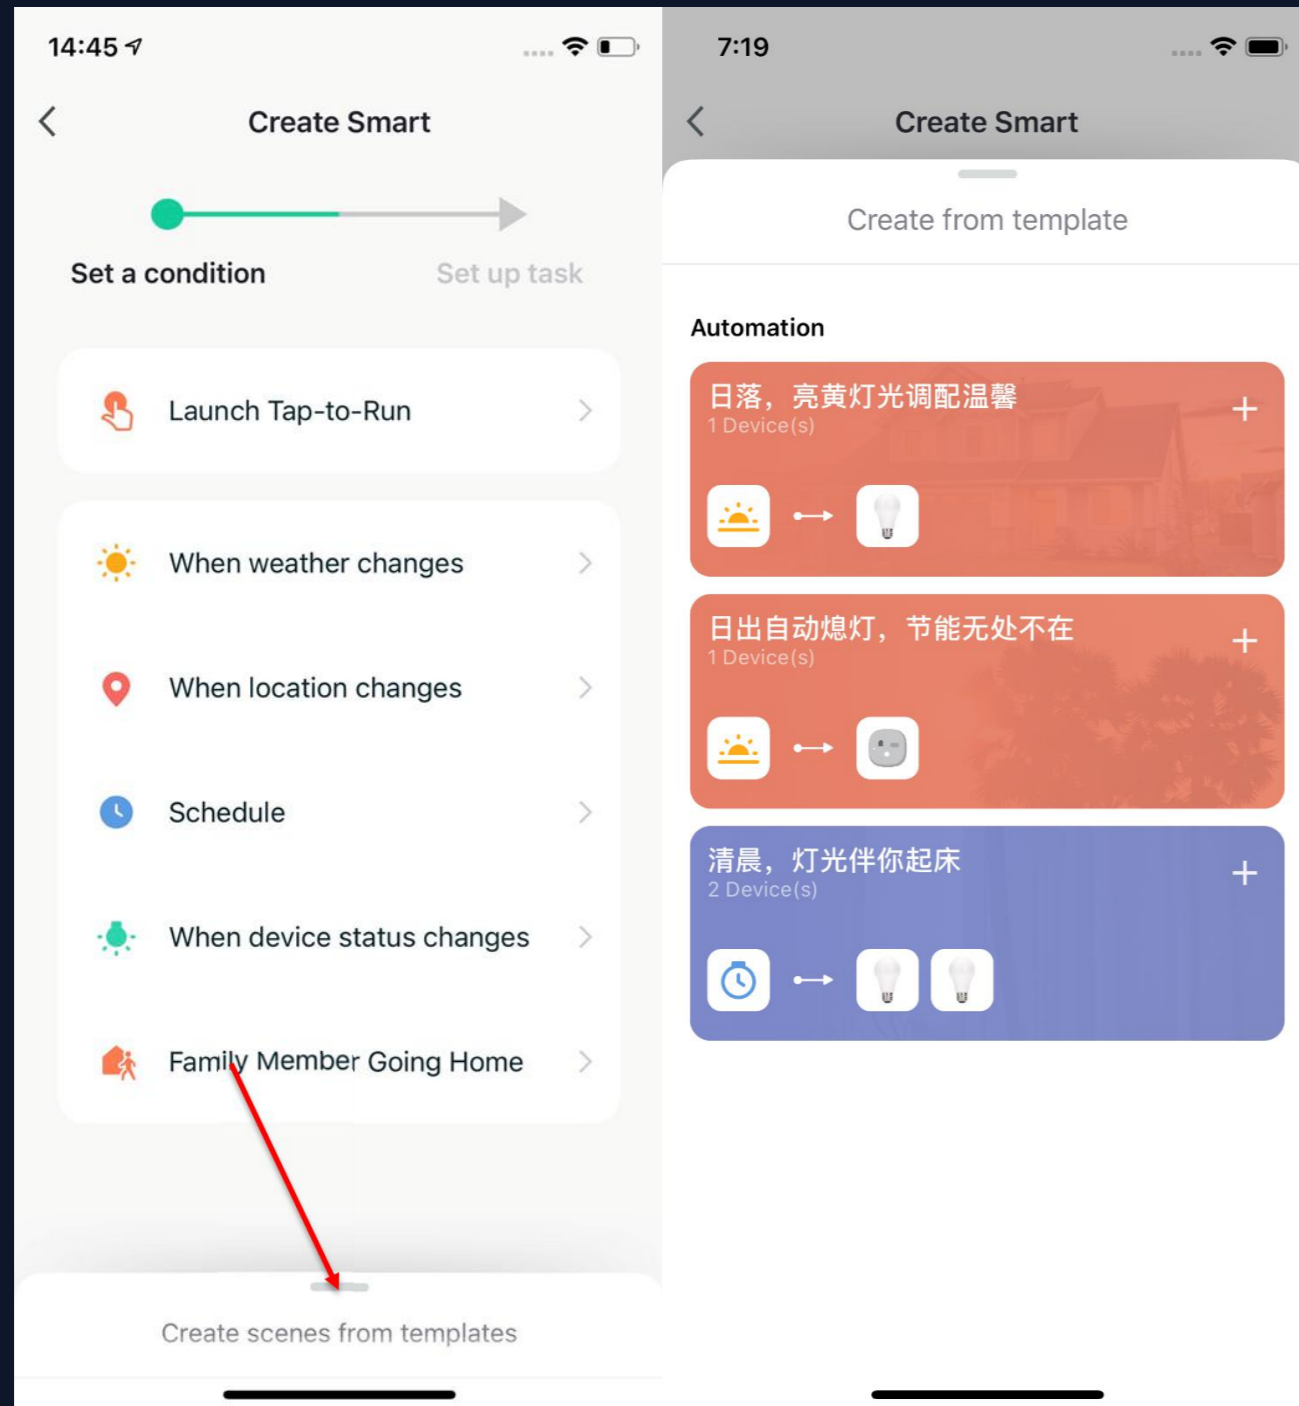 14:45
Create Smart
Set a condition
Set up task
Launch Tap-to-Run
When weather changes
When location changes
Schedule
When device status changes
Family Member Going Home
Create scenes from templates
7:19
Create Smart
Create from template
Automation
日落，亮黄灯光调配温馨
1 Device(s)
日出自动熄灯，节能无处不在
1 Device(s)
清晨，灯光伴你起床
2 Device(s)